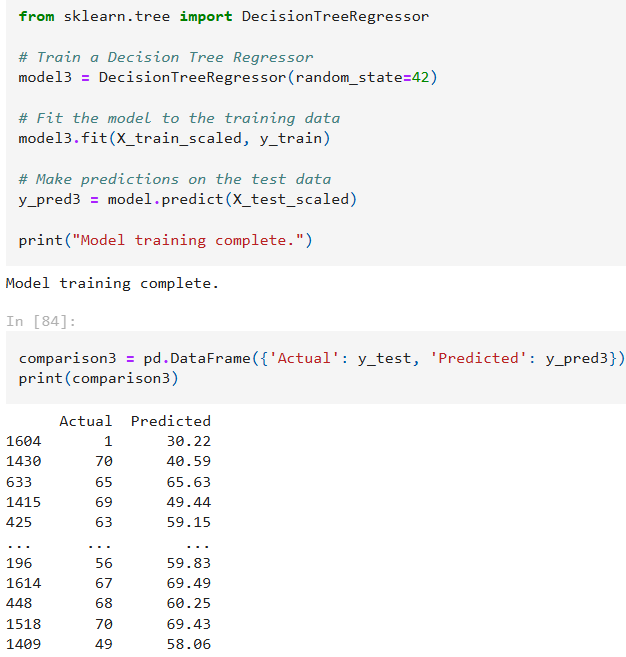 from sklearn.tree import DecisionTreeRegressor
# Train a Decision Tree Regressor
model3 = DecisionTreeRegressor(random_state=42)
# Fit the model to the training data
model3.fit(X_train_scaled, y_train)
# Make predictions on the test data
y_pred3 = model.predict(X_test_scaled)
print("Model training complete.")
Model training complete.
In [84]:
comparison3 = pd.DataFrame({'Actual': y_test, 'Predicted': y_pred3})
print(comparison3)
Actual Predicted
1604 1 30.22
1430 70 40.59
633 65 65.63
1415 69 49.44
425 63 59.15
... ... ...
196 56 59.83
1614 67 69.49
448 68 60.25
1518 70 69.43
1409 49 58.06